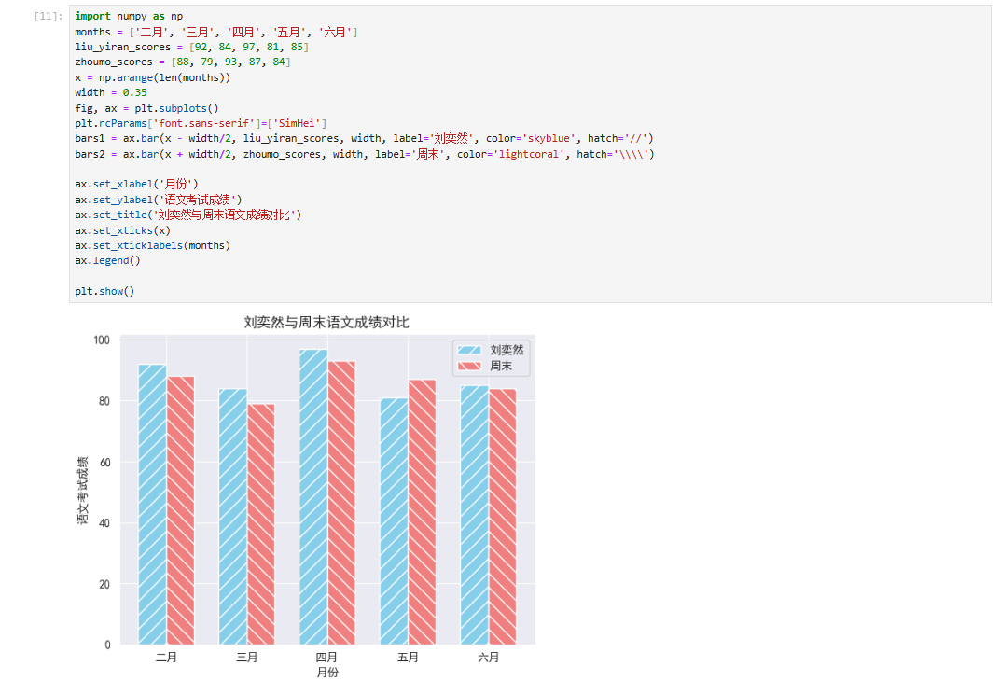 [11]:
import numpy as np
months = ['二月', '三月', '四月', '五月', '六月']
liu_yiran_scores = [92, 84, 97, 81, 85]
zhoumo_scores = [88, 79, 93, 87, 84]
x = np.arange(len(months))
width = 0.35
fig, ax = plt.subplots()
plt.rcParams['font.sans-serif']=['SimHei']
bars1 = ax.bar(x - width/2, liu_yiran_scores, width, label='刘奕然', color='skyblue', hatch='//')
bars2 = ax.bar(x + width/2, zhoumo_scores, width, label='周末', color='lightcoral', hatch='\\\\')
ax.set_xlabel('月份')
ax.set_ylabel('语文考试成绩')
ax.set_title('刘奕然与周末语文成绩对比')
ax.set_xticks(x)
ax.set_xticklabels(months)
ax.legend()
plt.show()
刘奕然与周末语文成绩对比
刘奕然
周末
100
80
60
40
20
0
语文考试成绩
二月 三月 四月 五月 六月
月份